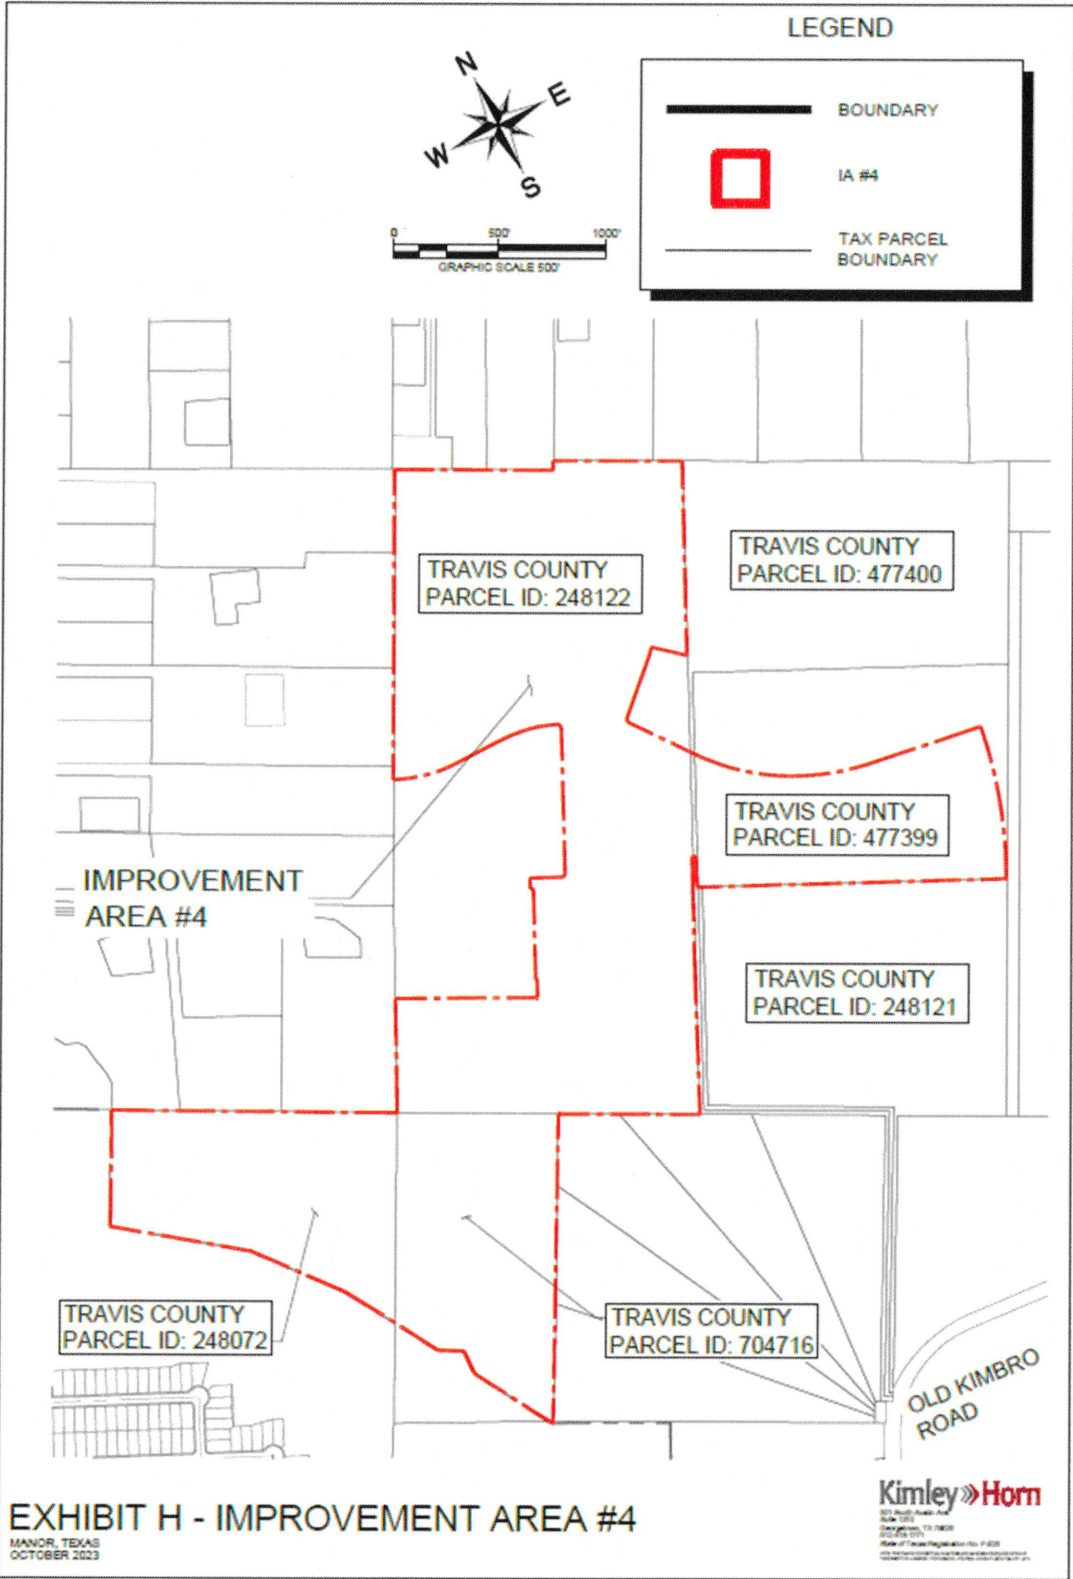 LEGEND
N
E
W
S
BOUNDARY
IA #4
TAX PARCEL
BOUNDARY
0 500' 1000'
GRAPHIC SCALE 500'
TRAVIS COUNTY
PARCEL ID: 248122
TRAVIS COUNTY
PARCEL ID: 477400
TRAVIS COUNTY
PARCEL ID: 477399
IMPROVEMENT
AREA #4
TRAVIS COUNTY
PARCEL ID: 248121
TRAVIS COUNTY
PARCEL ID: 248072
TRAVIS COUNTY
PARCEL ID: 704716
OLD KIMBRO
ROAD
EXHIBIT H - IMPROVEMENT AREA #4
MANOR, TEXAS
OCTOBER 2023
Kimley»Horn